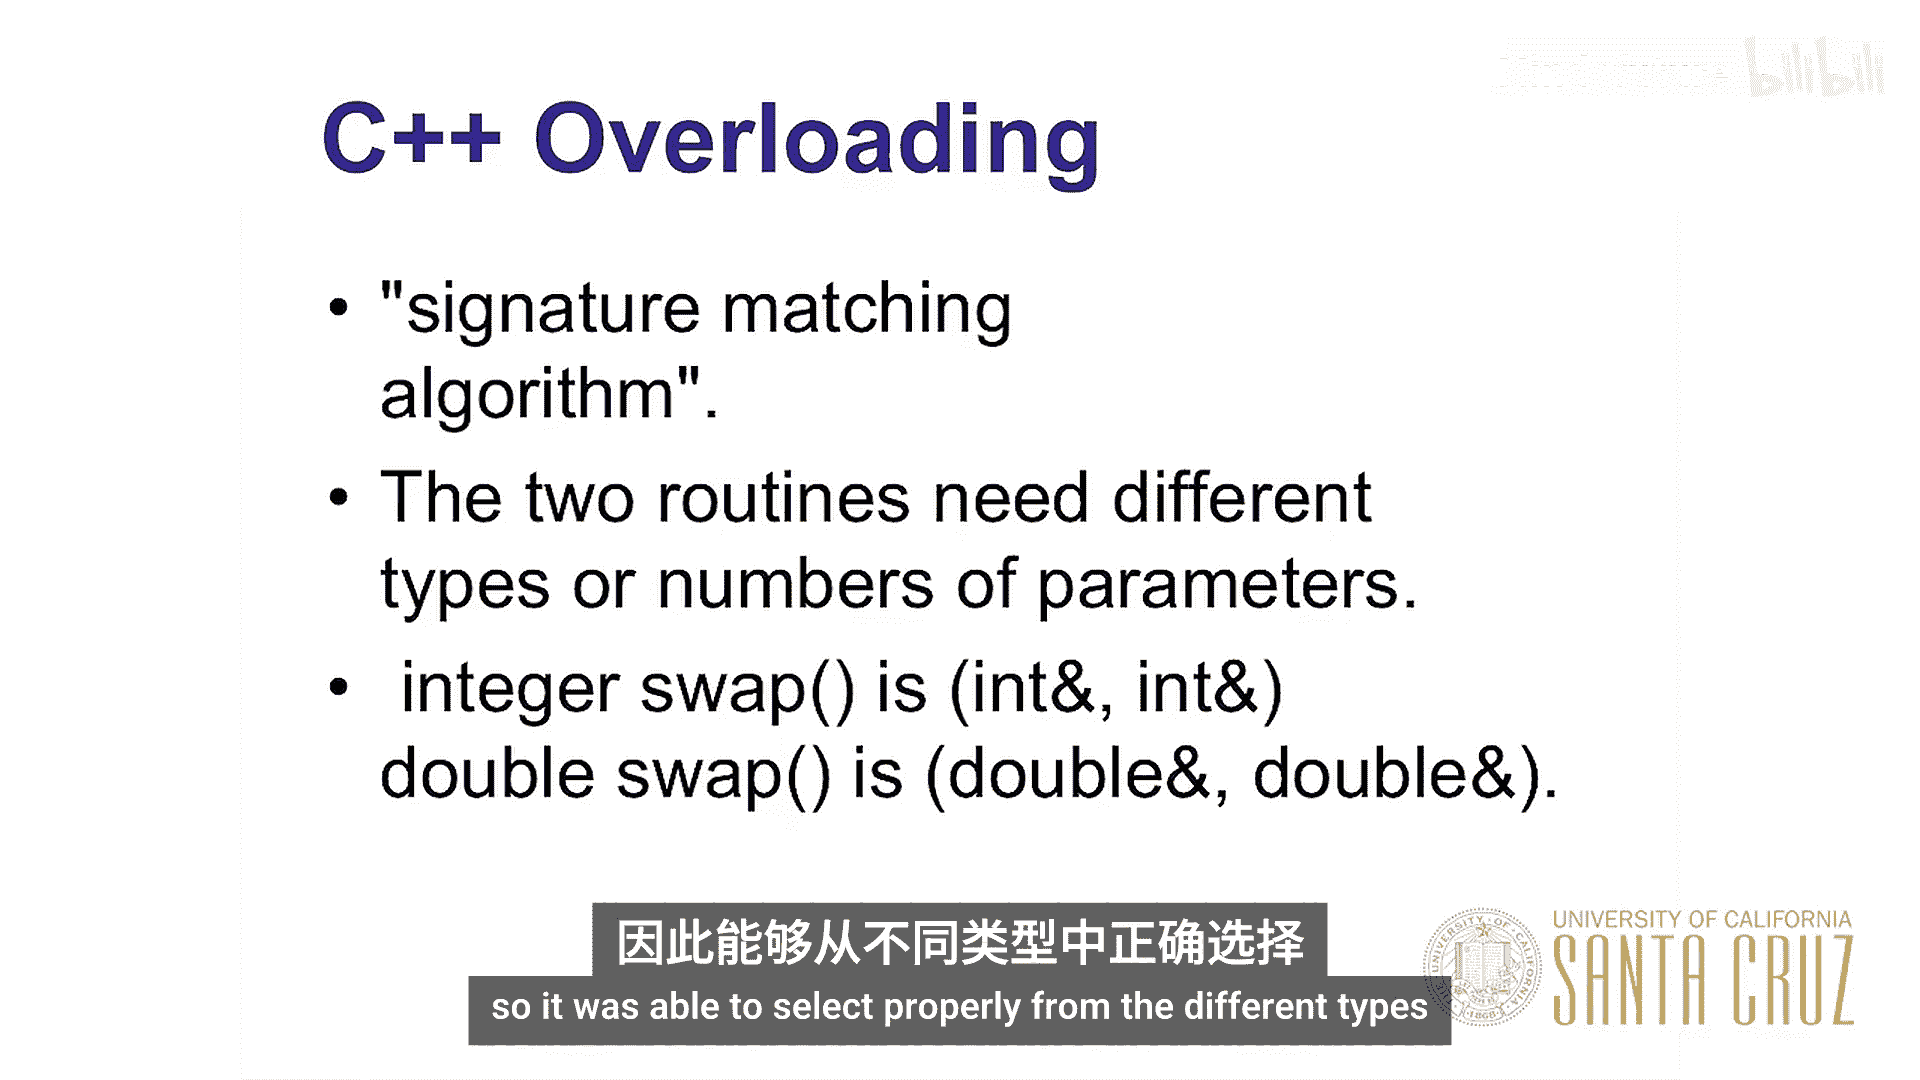 bilibili
C++ Overloading
• "signature matching
algorithm".
• The two routines need different
types or numbers of parameters.
• integer swap() is (int&, int&)
double swap() is (double&, double&).
因此能够从不同类型中正确选择
so it was able to select properly from the different types
UNIVERSITY OF CALIFORNIA
SANTA CRUZ
1868